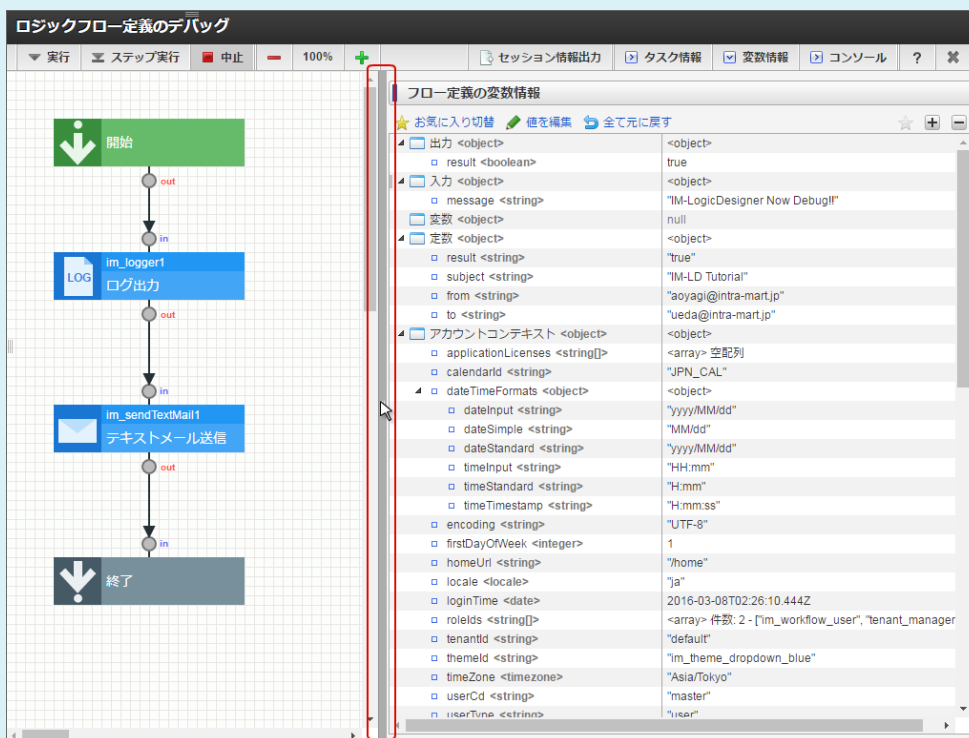 ロジックフロー定義のデバッグ
実行 ステップ実行 中止 100% セッション情報出力 タスク情報 変数情報 コンソール ?
フロー定義の変数情報
お気に入り切替 値を編集 全て元に戻す
開始
out
in
im_logger1
LOG
ログ出力
out
in
im_sendTextMail1
テキストメール送信
out
in
終了
出力 <object> <object>
result <boolean> true
入力 <object> <object>
message <string> "IM-LogicDesigner Now Debug!!"
変数 <object> null
定数 <object> <object>
result <string> "true"
subject <string> "IM-LD Tutorial"
from <string> "aoyagi@intra-mart.jp"
to <string> "ueda@intra-mart.jp"
アカウントコンテキスト <object> <object>
applicationLicenses <string[]> <array> 空配列
calendarId <string> "JPN_CAL"
dateTimeFormats <object> <object>
dateInput <string> "yyyy/MM/dd"
dateSimple <string> "MM/dd"
dateStandard <string> "yyyy/MM/dd"
timeInput <string> "HH:mm"
timeStandard <string> "H:mm"
timeTimestamp <string> "H:mm:ss"
encoding <string> "UTF-8"
firstDayOfWeek <integer> 1
homeUrl <string> "/home"
locale <locale> "ja"
loginTime <date> 2016-03-08T02:26:10.444Z
roleIds <string[]> <array> 件数: 2 - ["im_workflow_user", "tenant_manager
tenantId <string> "default"
themeId <string> "im_theme_dropdown_blue"
timeZone <timezone> "Asia/Tokyo"
userCd <string> "master"
userType <string> "user"